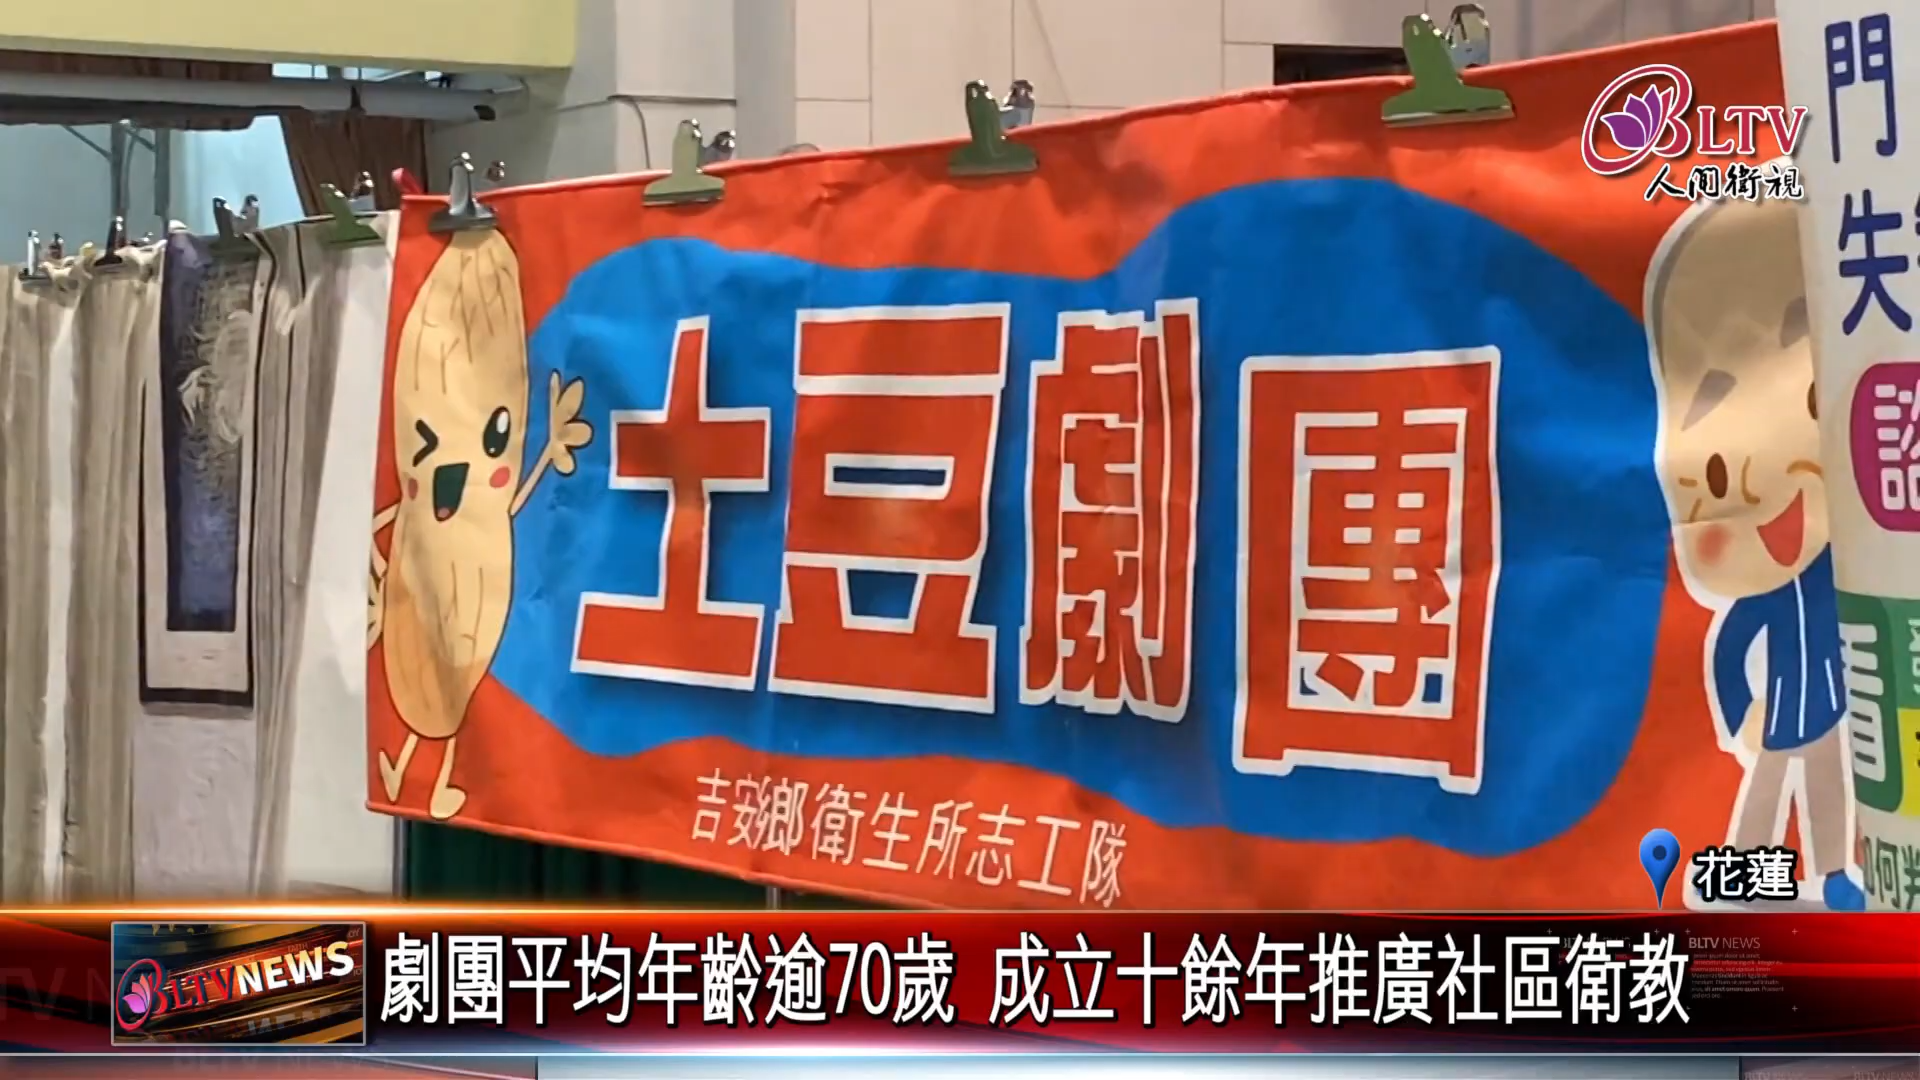 BLTV
人間衛視
門
失
土豆劇團
吉安鄉衛生所志工隊
花蓮
BLTV NEWS
劇團平均年齡逾70歲 成立十餘年推廣社區衛教
BLTV NEWS